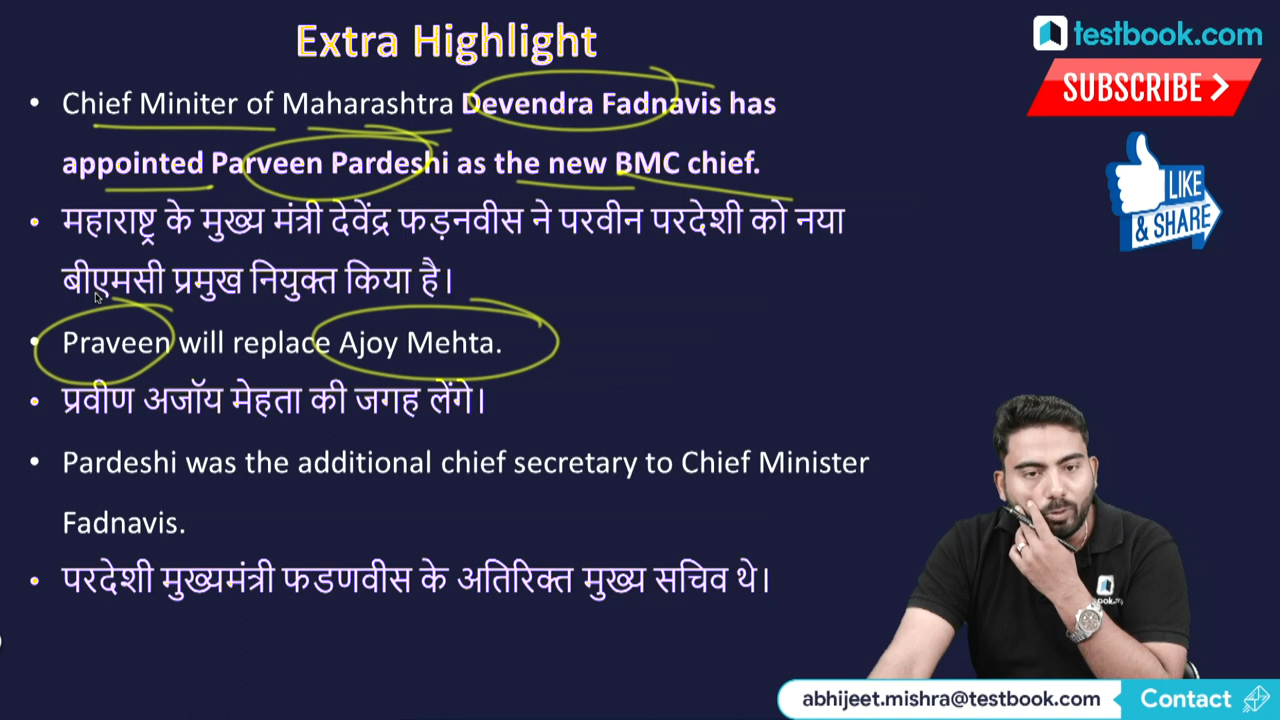 Extra Highlight
testbook.com
SUBSCRIBE
• Chief Miniter of Maharashtra Devendra Fadnavis has
appointed Parveen Pardeshi as the new BMC chief.
LIKE
& SHARE
• महाराष्ट्र के मुख्य मंत्री देवेंद्र फड़नवीस ने परवीन परदेशी को नया
बीएमसी प्रमुख नियुक्त किया है।
• Praveen will replace Ajoy Mehta.
• प्रवीण अजॉय मेहता की जगह लेंगे।
• Pardeshi was the additional chief secretary to Chief Minister
Fadnavis.
• परदेशी मुख्यमंत्री फडणवीस के अतिरिक्त मुख्य सचिव थे।
abhijeet.mishra@testbook.com
Contact